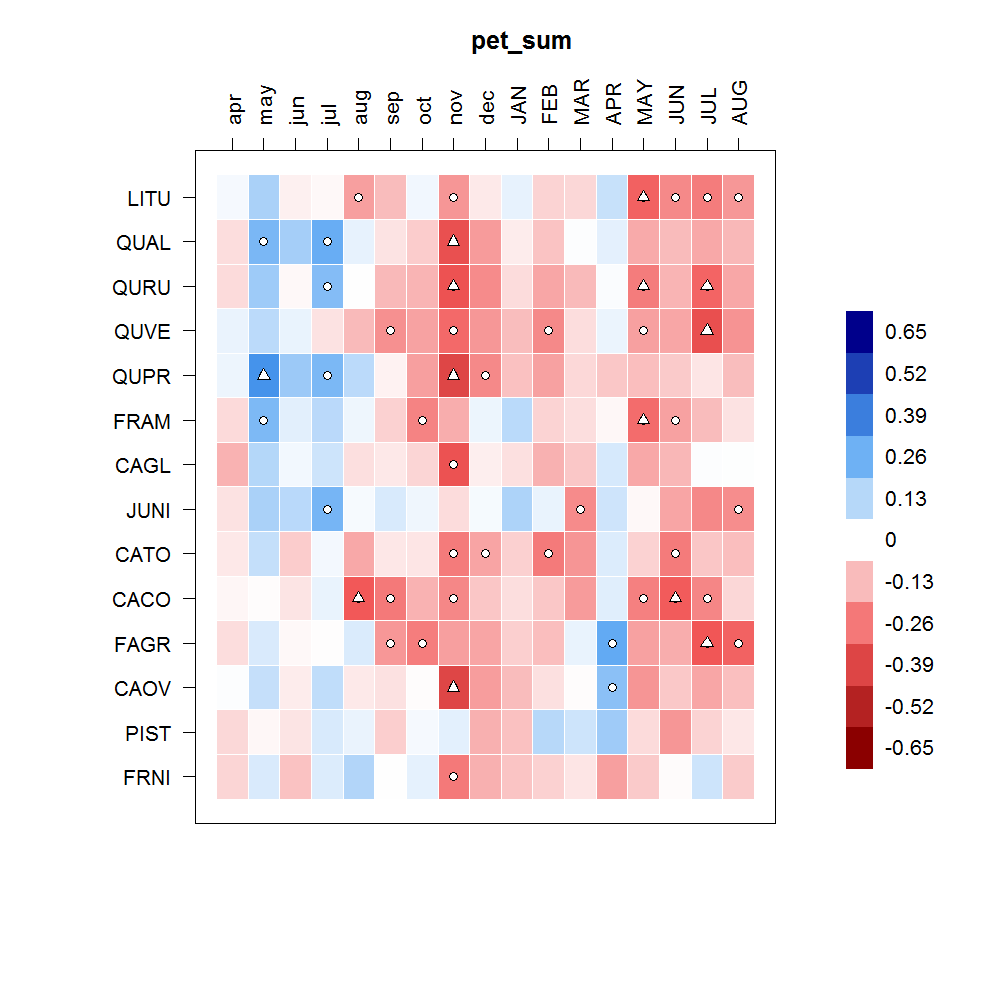 pet_sum
apr may jun jul aug sep oct nov dec JAN FEB MAR APR MAY JUN JUL AUG
LITU
QUAL
QURU
QUVE
QUPR
FRAM
CAGL
JUNI
CATO
CACO
FAGR
CAOV
PIST
FRNI
0.65
0.52
0.39
0.26
0.13
0
-0.13
-0.26
-0.39
-0.52
-0.65